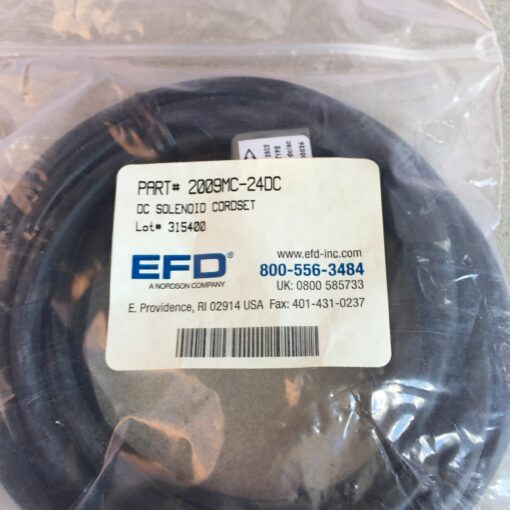 PART# 2009MC-24DC
DC SOLENOID CORDSET
Lot# 315400
EFD®
A NORDSON COMPANY
www.efd-inc.com
800-556-3484
UK: 0800 585733
E. Providence, RI 02914 USA Fax: 401-431-0237